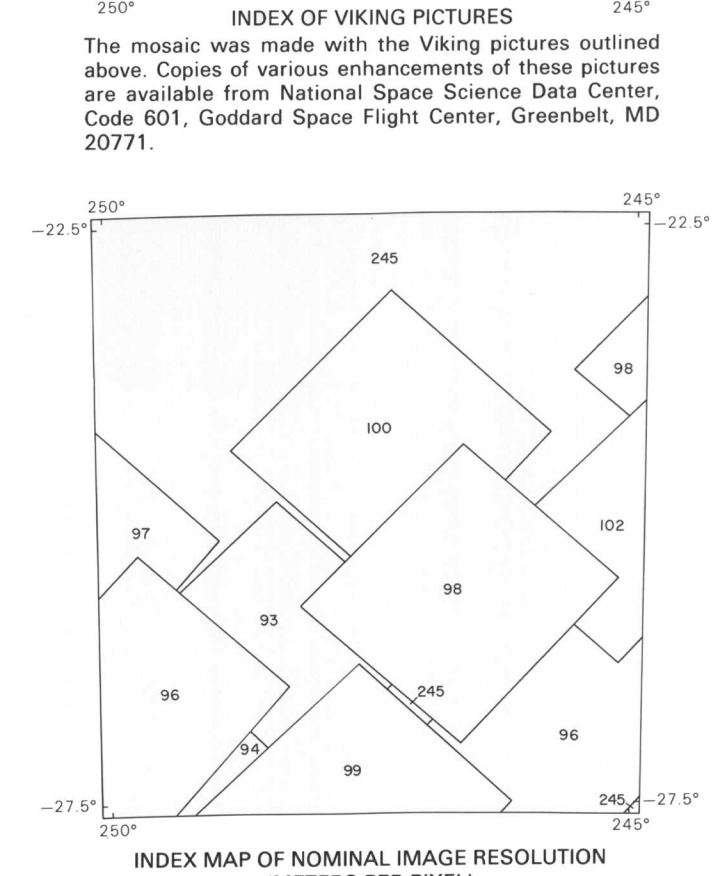 250° 245°
INDEX OF VIKING PICTURES
The mosaic was made with the Viking pictures outlined
above. Copies of various enhancements of these pictures
are available from National Space Science Data Center,
Code 601, Goddard Space Flight Center, Greenbelt, MD
20771.
250° 245°
−22.5° −22.5°
245
98
100
102
97
98
93
245
96
96
94
99
245
−27.5° −27.5°
250° 245°
INDEX MAP OF NOMINAL IMAGE RESOLUTION
(METERS PER PIXEL)